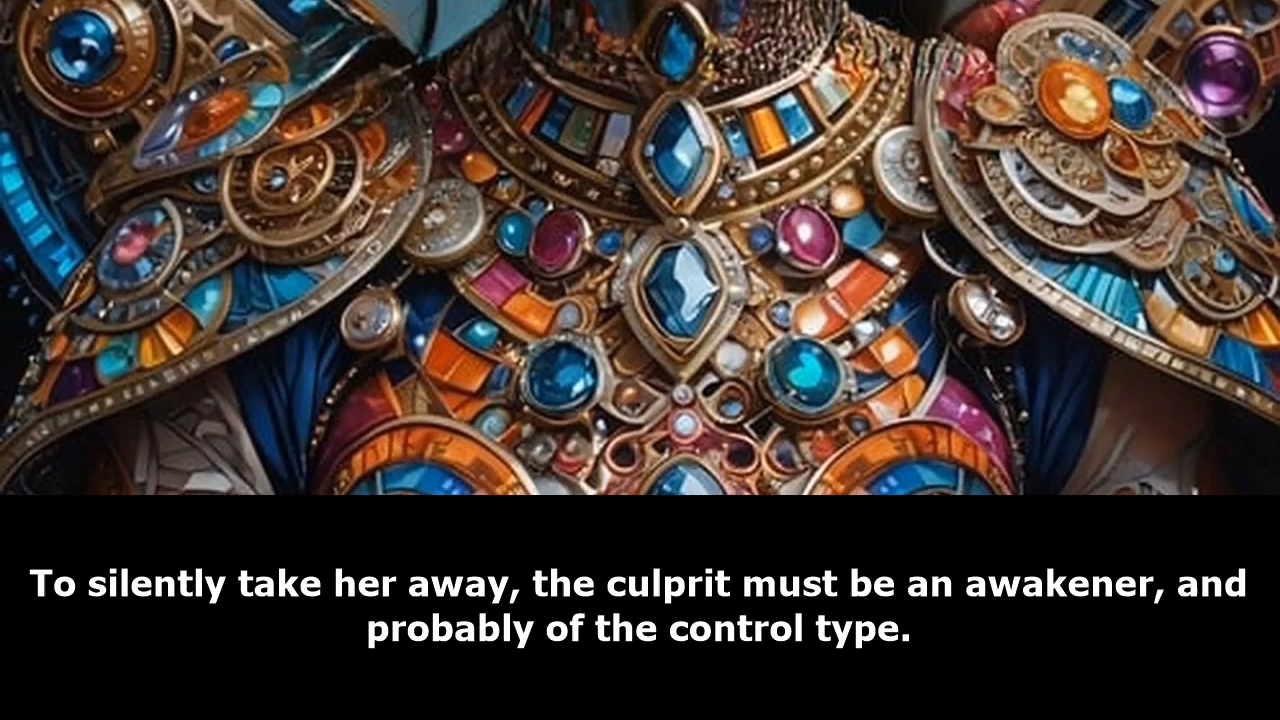 To silently take her away, the culprit must be an awakener, and
probably of the control type.